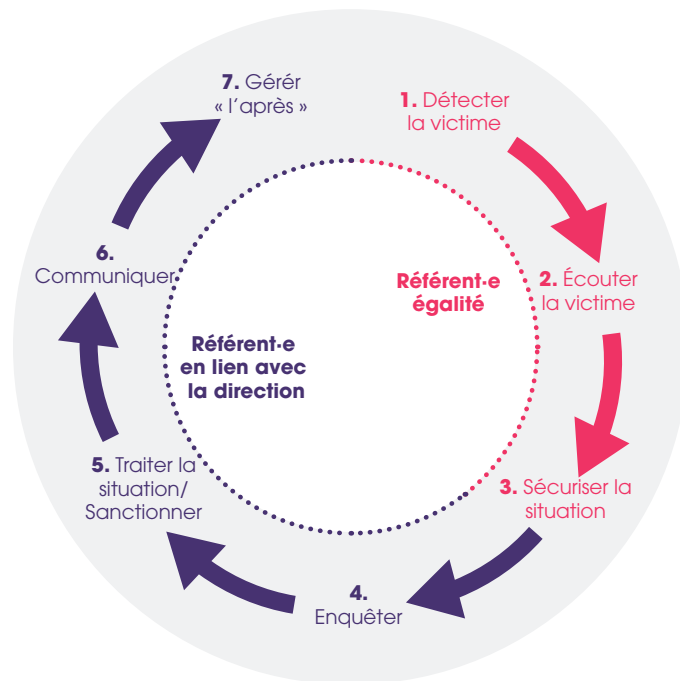 1. Détecter
la victime
2. Écouter
la victime
3. Sécuriser la
situation
4.
Enquêter
5. Traiter la
situation/
Sanctionner
6.
Communiquer
7. Gérér
« l'après »
Référent·e
égalité
Référent·e
en lien avec
la direction